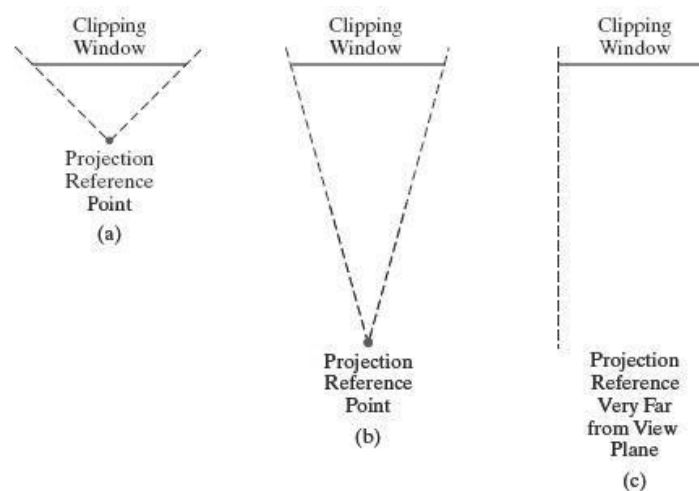 Clipping
Window
Projection
Reference
Point
(a)
Clipping
Window
Projection
Reference
Point
(b)
Clipping
Window
Projection
Reference
Very Far
from View
Plane
(c)